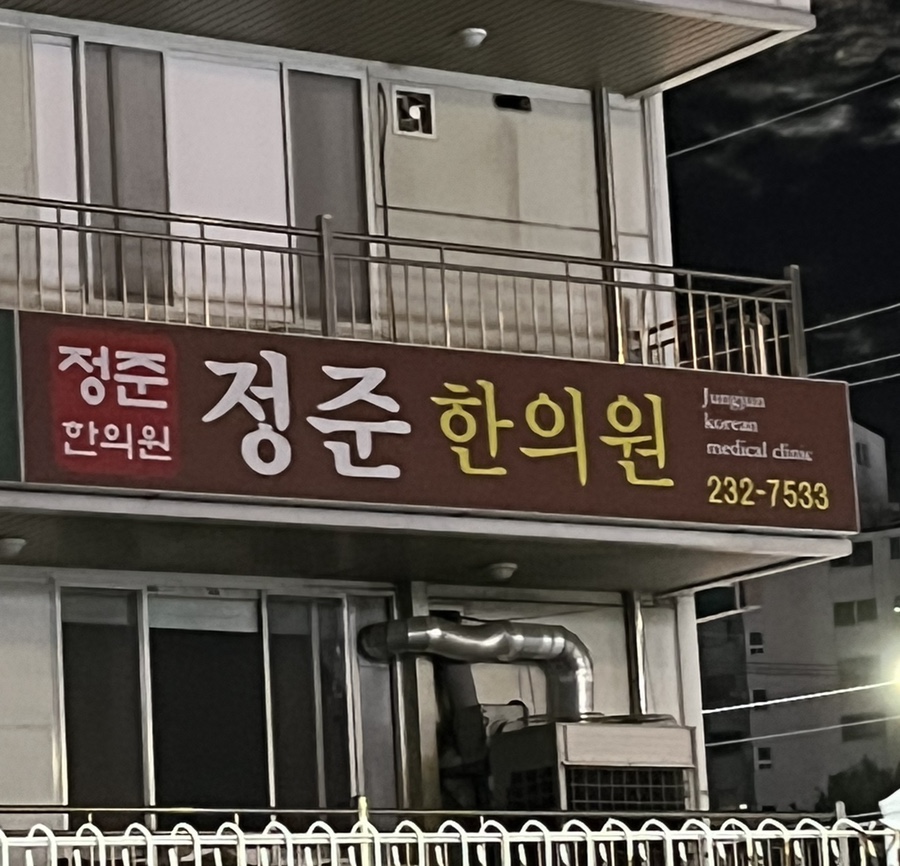 정준
한의원
정준 한의원
Jungjun
korean
medical clinic
232-7533